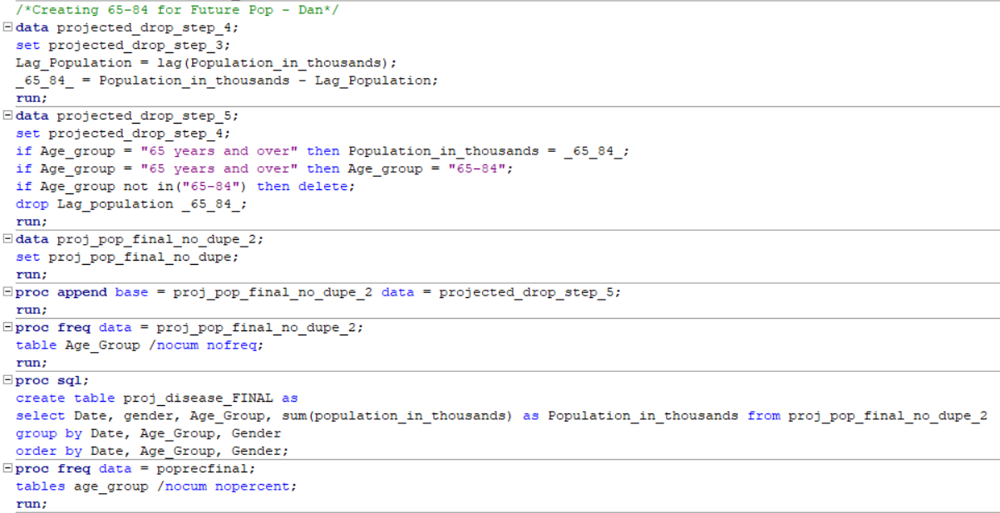 /*Creating 65-84 for Future Pop - Dan*/
data projected_drop_step_4;
set projected_drop_step_3;
Lag_Population = lag(Population_in_thousands);
_65_84_ = Population_in_thousands - Lag_Population;
run;
data projected_drop_step_5;
set projected_drop_step_4;
if Age_group = "65 years and over" then Population_in_thousands = _65_84_;
if Age_group = "65 years and over" then Age_group = "65-84";
if Age_group not in("65-84") then delete;
drop Lag_population _65_84_;
run;
data proj_pop_final_no_dupe_2;
set proj_pop_final_no_dupe;
run;
proc append base = proj_pop_final_no_dupe_2 data = projected_drop_step_5;
run;
proc freq data = proj_pop_final_no_dupe_2;
table Age_Group /nocum nofreq;
run;
proc sql;
create table proj_disease_FINAL as
select Date, gender, Age_Group, sum(population_in_thousands) as Population_in_thousands from proj_pop_final_no_dupe_2
group by Date, Age_Group, Gender
order by Date, Age_Group, Gender;
proc freq data = poprecfinal;
tables age_group /nocum nopercent;
run;